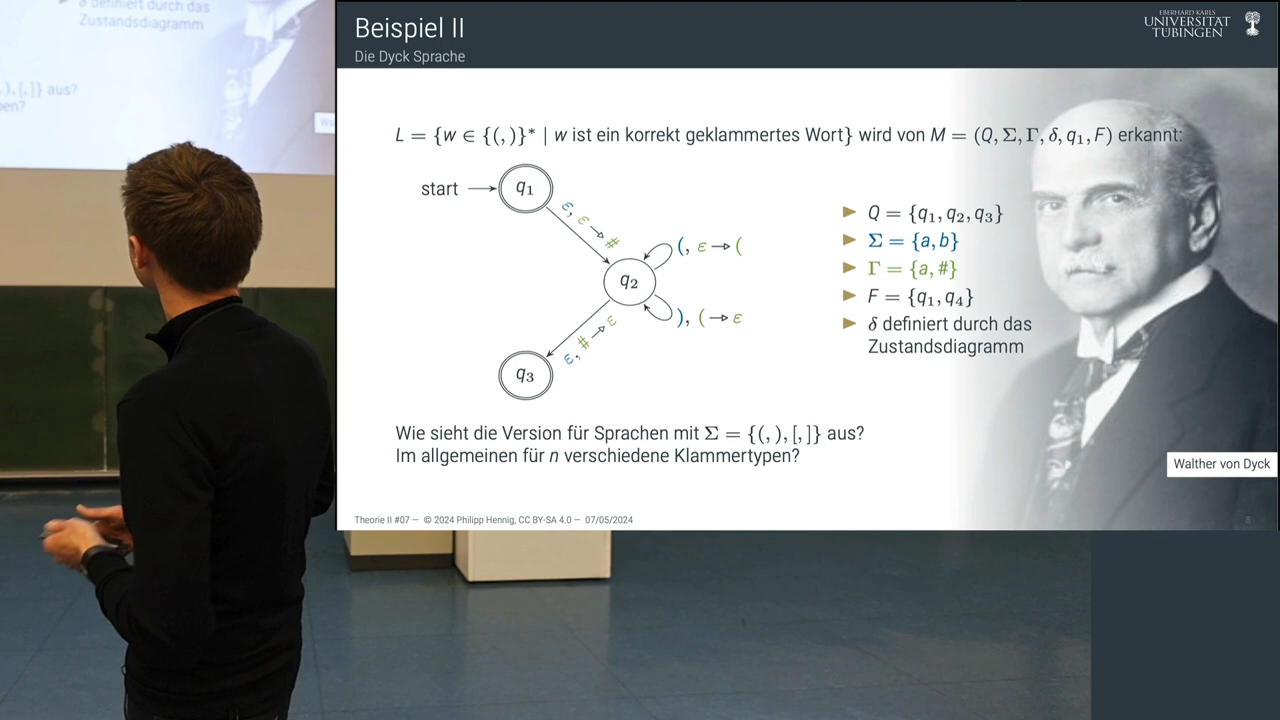 δ definiert durch das
Zustandsdiagramm
), [, ]} aus?
Beispiel II
Die Dyck Sprache
EBERHARD KARLS
UNIVERSITAT
TUBINGEN
L = {w ∈ {(, )}* | w ist ein korrekt geklammertes Wort} wird von M = (Q, Σ, Γ, δ, q₁, F) erkannt:
start
q₁
ε, ε → #
(, ε → (
q₂
), ( → ε
ε, # → ε
q₃
▶ Q = {q₁, q₂, q₃}
▶ Σ = {a, b}
▶ Γ = {a, #}
▶ F = {q₁, q₄}
▶ δ definiert durch das
Zustandsdiagramm
Wie sieht die Version für Sprachen mit Σ = {(, ), [, ]} aus?
Im allgemeinen für n verschiedene Klammertypen?
Walther von Dyck
Theorie II #07 — © 2024 Philipp Hennig, CC BY-SA 4.0 — 07/05/2024